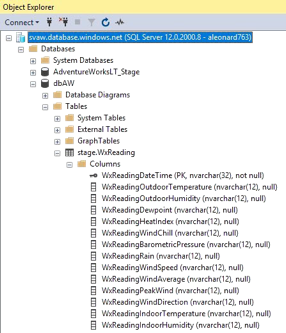 Object Explorer
Connect
svaw.database.windows.net (SQL Server 12.0.2000.8 - aleonard763)
Databases
System Databases
AdventureWorksLT_Stage
dbAW
Database Diagrams
Tables
System Tables
External Tables
GraphTables
stage.WxReading
Columns
WxReadingDateTime (PK, nvarchar(32), not null)
WxReadingOutdoorTemperature (nvarchar(12), null)
WxReadingOutdoorHumidity (nvarchar(12), null)
WxReadingDewpoint (nvarchar(12), null)
WxReadingHeatIndex (nvarchar(12), null)
WxReadingWindChill (nvarchar(12), null)
WxReadingBarometricPressure (nvarchar(12), null)
WxReadingRain (nvarchar(12), null)
WxReadingWindSpeed (nvarchar(12), null)
WxReadingWindAverage (nvarchar(12), null)
WxReadingPeakWind (nvarchar(12), null)
WxReadingWindDirection (nvarchar(12), null)
WxReadingIndoorTemperature (nvarchar(12), null)
WxReadingIndoorHumidity (nvarchar(12), null)